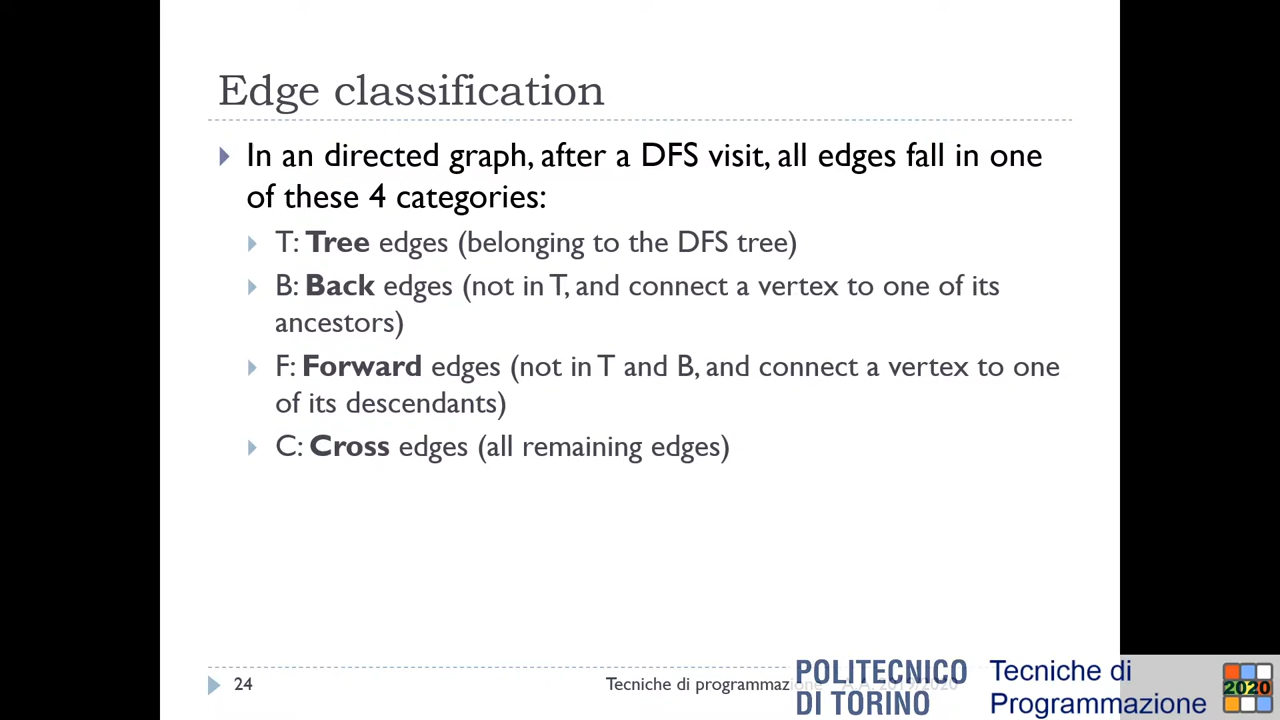 Edge classification
In an directed graph, after a DFS visit, all edges fall in one
of these 4 categories:
T: Tree edges (belonging to the DFS tree)
B: Back edges (not in T, and connect a vertex to one of its
ancestors)
F: Forward edges (not in T and B, and connect a vertex to one
of its descendants)
C: Cross edges (all remaining edges)
24
Tecniche di programmazione A.A. 2019/2020
POLITECNICO
DI TORINO
Tecniche di
Programmazione
2020